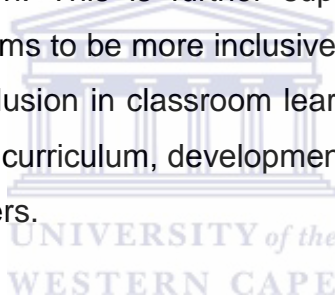 This is further sup
ms to be more inclusive
lusion in classroom lear
curriculum, developmen
ers.
UNIVERSITY of the
WESTERN CAPE